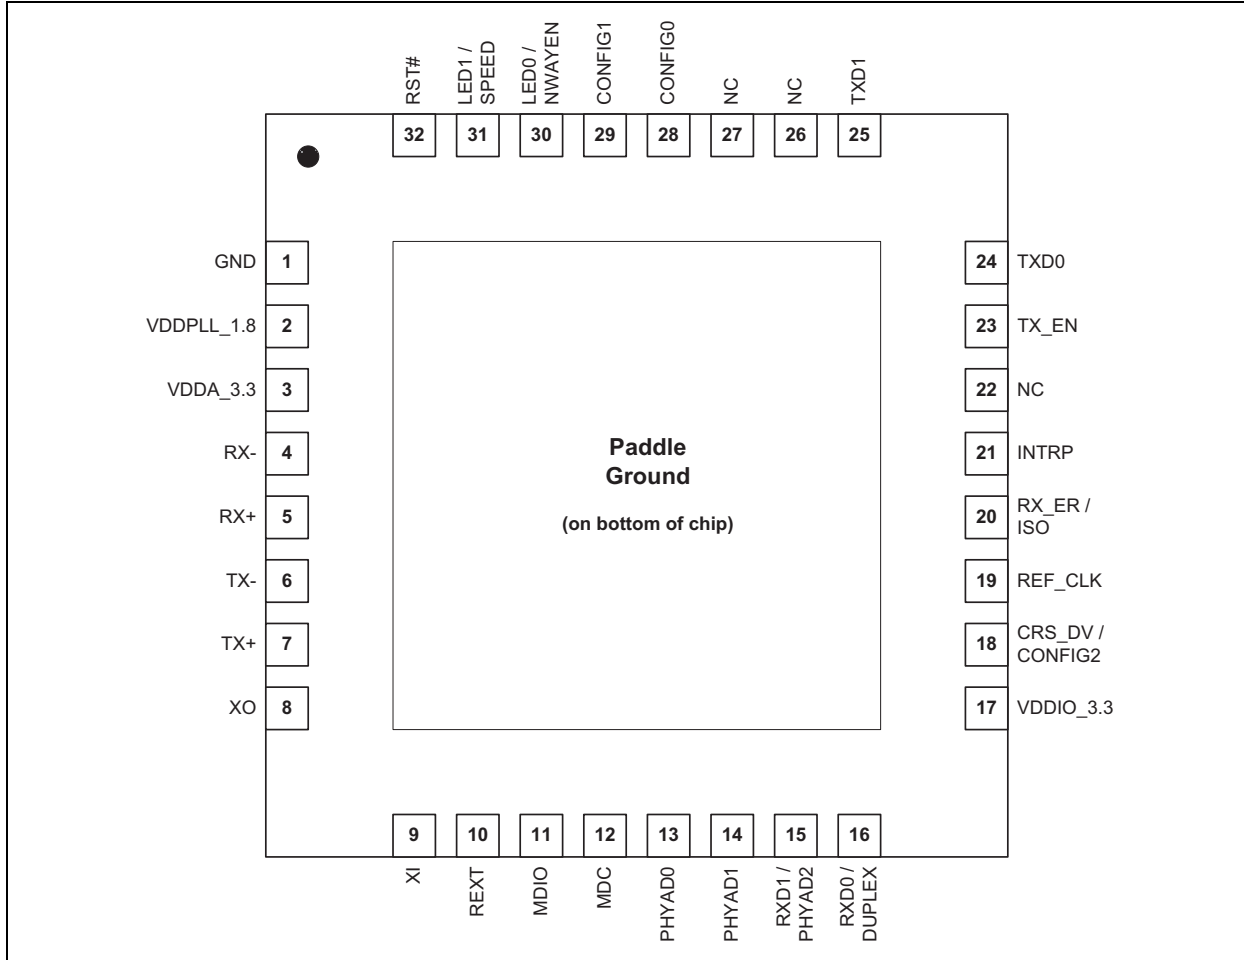 RST#
LED1 /
SPEED
LED0 /
NWAYEN
CONFIG1
CONFIG0
NC
NC
TXD1
32
31
30
29
28
27
26
25
GND 1
VDDPLL_1.8 2
VDDA_3.3 3
RX- 4
RX+ 5
TX- 6
TX+ 7
XO 8
Paddle
Ground
(on bottom of chip)
24 TXD0
23 TX_EN
22 NC
21 INTRP
20 RX_ER /
ISO
19 REF_CLK
18 CRS_DV /
CONFIG2
17 VDDIO_3.3
9
10
11
12
13
14
15
16
XI
REXT
MDIO
MDC
PHYAD0
PHYAD1
RXD1 /
PHYAD2
RXD0 /
DUPLEX